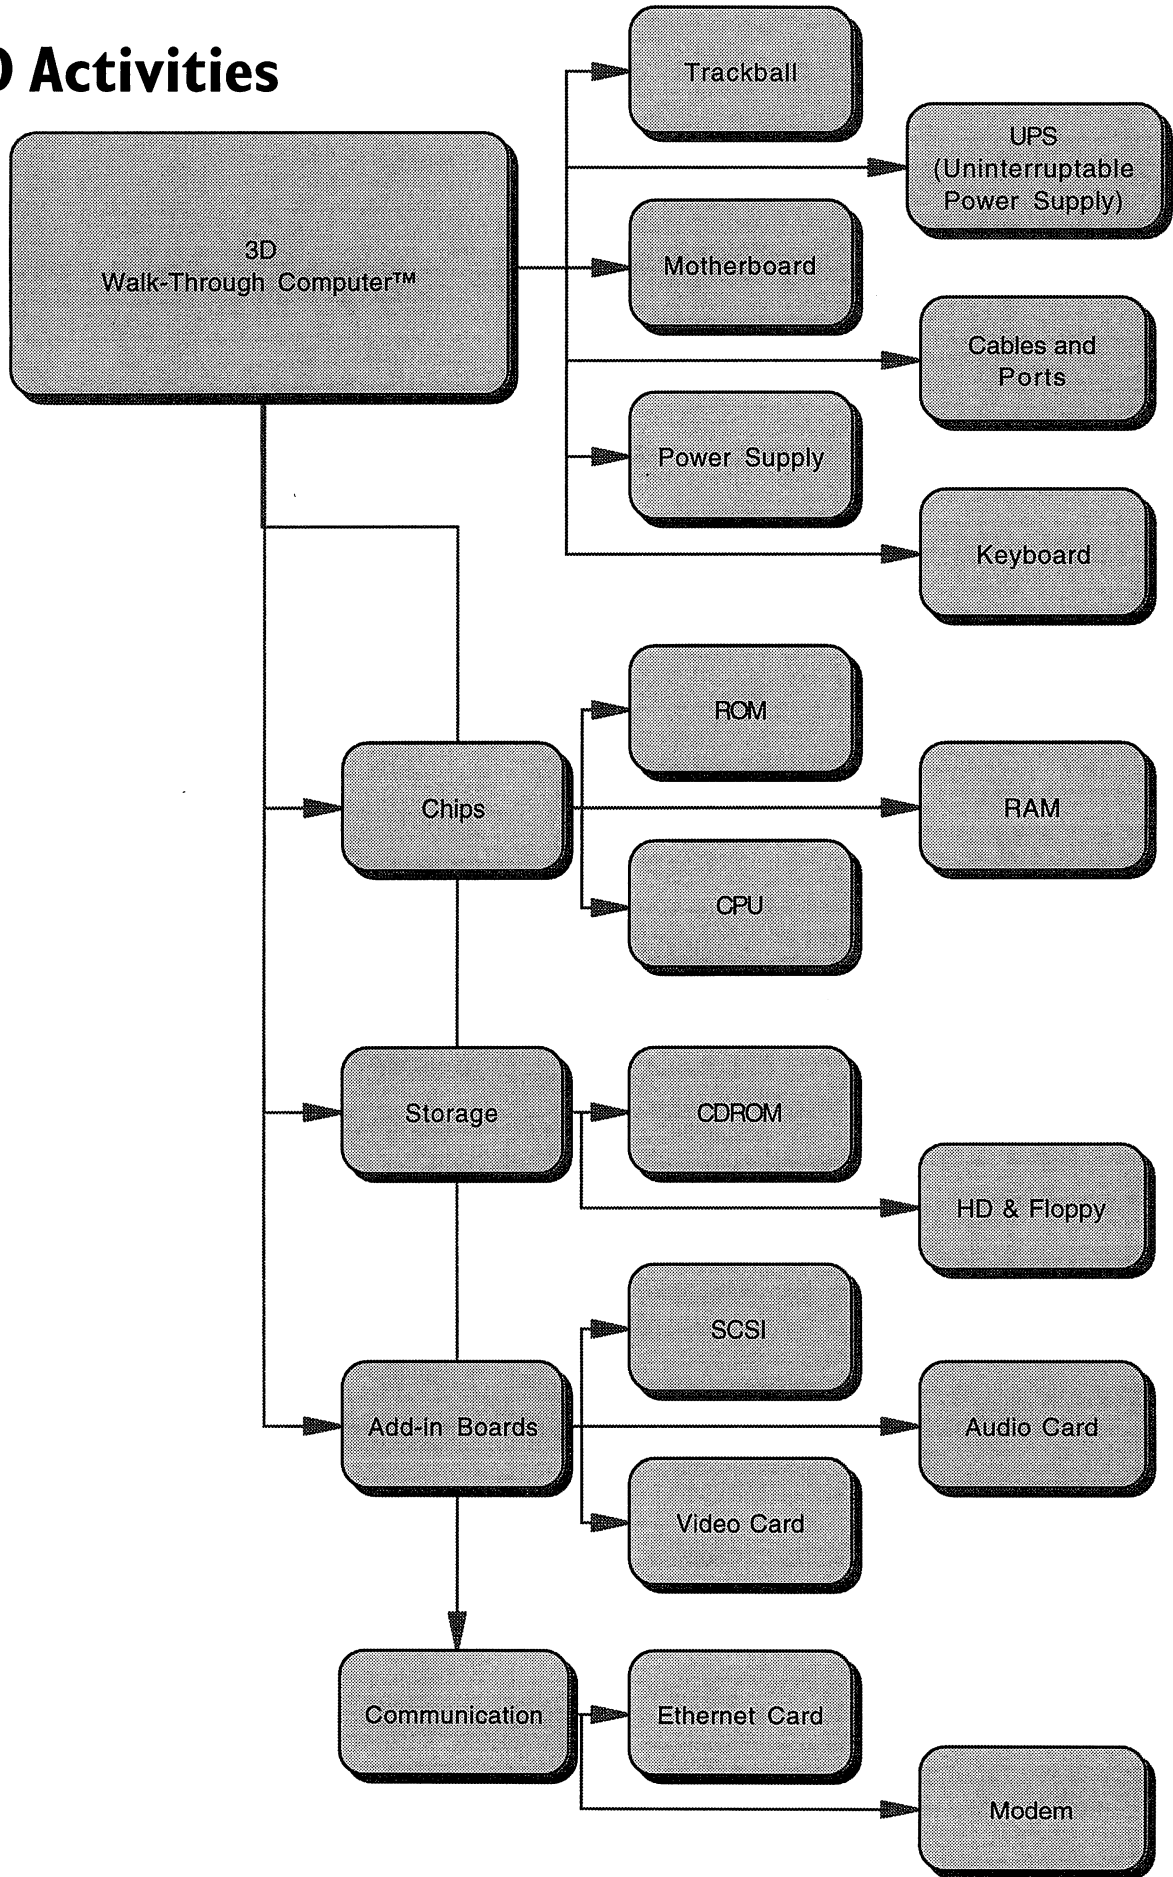 Activities
Trackball
UPS
(Uninterruptable
Power Supply)
3D
Walk-Through Computer™
Motherboard
Cables and
Ports
Power Supply
Keyboard
ROM
Chips
RAM
CPU
Storage
CDROM
HD & Floppy
SCSI
Add-in Boards
Audio Card
Video Card
Communication
Ethernet Card
Modem